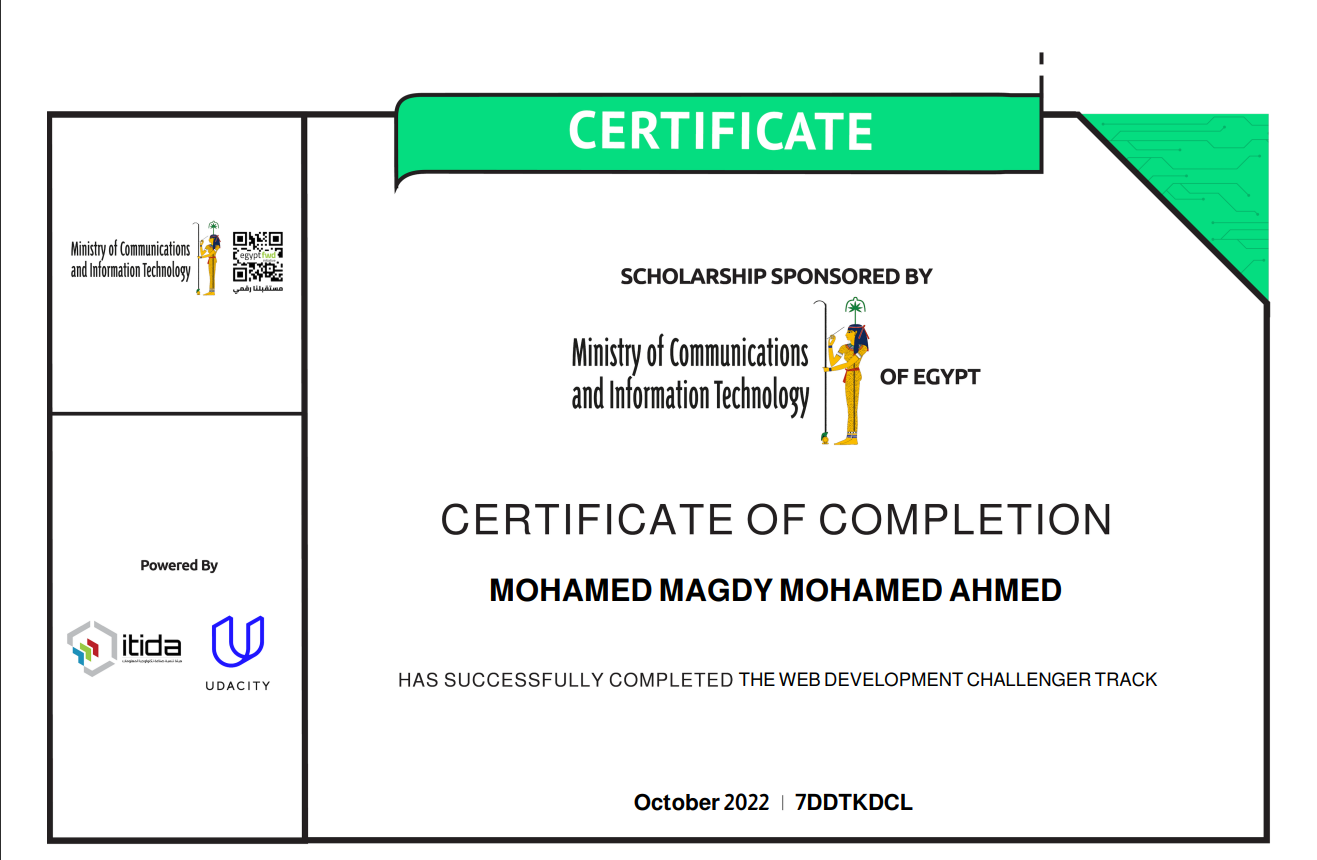 CERTIFICATE
Ministry of Communications
and Information Technology
egyptfwd
مستقبلنا رقمي
SCHOLARSHIP SPONSORED BY
Ministry of Communications
and Information Technology
OF EGYPT
CERTIFICATE OF COMPLETION
MOHAMED MAGDY MOHAMED AHMED
HAS SUCCESSFULLY COMPLETED THE WEB DEVELOPMENT CHALLENGER TRACK
October 2022 | 7DDTKDCL
Powered By
itida
UDACITY